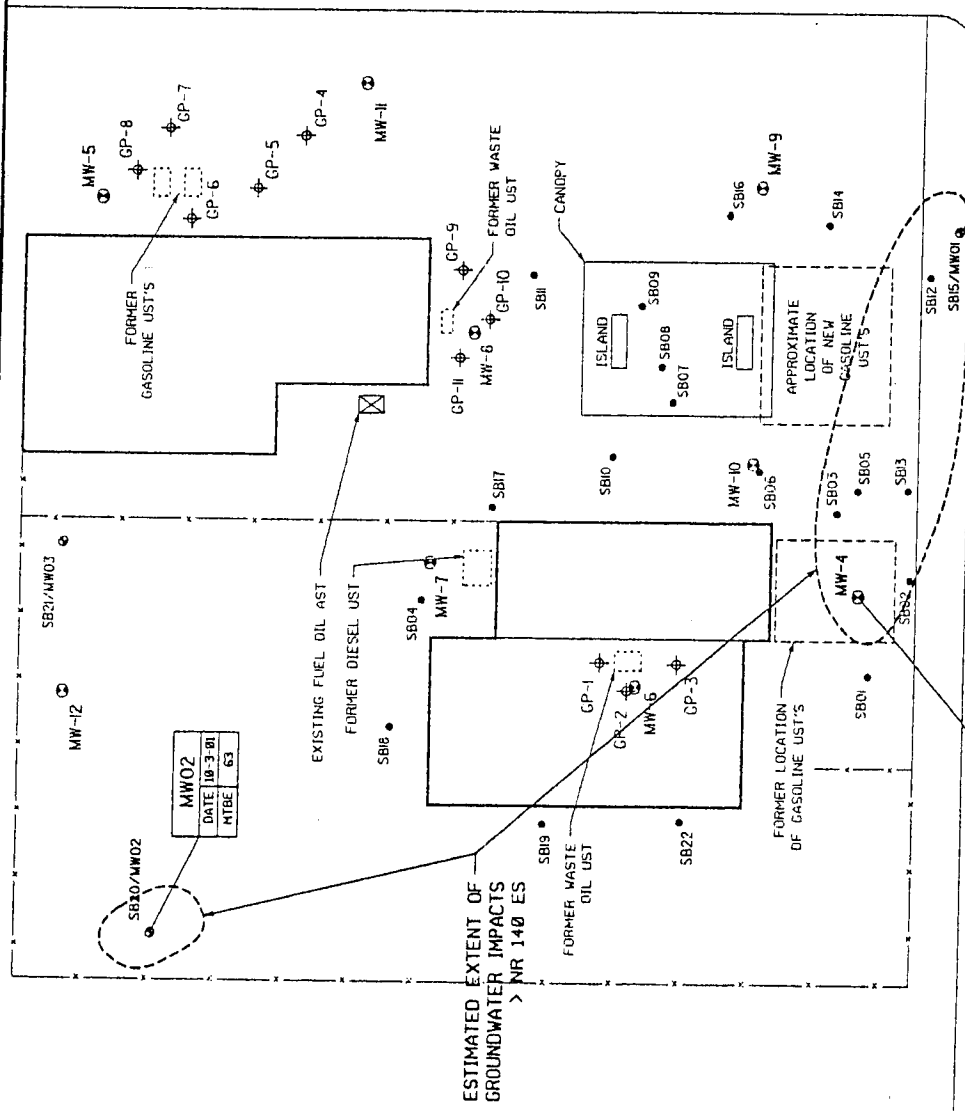 MW-5
GP-8
GP-7
GP-6
FORMER
GASOLINE UST'S
GP-5
GP-4
MW-11
FORMER WASTE
OIL UST
GP-9
GP-10
MW-6
GP-11
SB11
CANOPY
ISLAND
SB09
SB08
SB07
ISLAND
SB16
MW-9
SB14
APPROXIMATE
LOCATION
OF NEW
GASOLINE
UST'S
SB12
SB15/MW01
SB10
MW-10
SB06
SB03
SB05
SB13
SB17
SB21/MW03
MW-12
EXISTING FUEL OIL AST
FORMER DIESEL UST
SB04
MW-7
SB18
MW02
DATE 10-3-01
MTBE 63
SB20/MW02
GP-1
GP-2
MW-6
GP-3
MW-4
SB02
SB01
FORMER LOCATION
OF GASOLINE UST'S
SB19
SB22
FORMER WASTE
OIL UST
ESTIMATED EXTENT OF
GROUNDWATER IMPACTS
> NR 140 ES